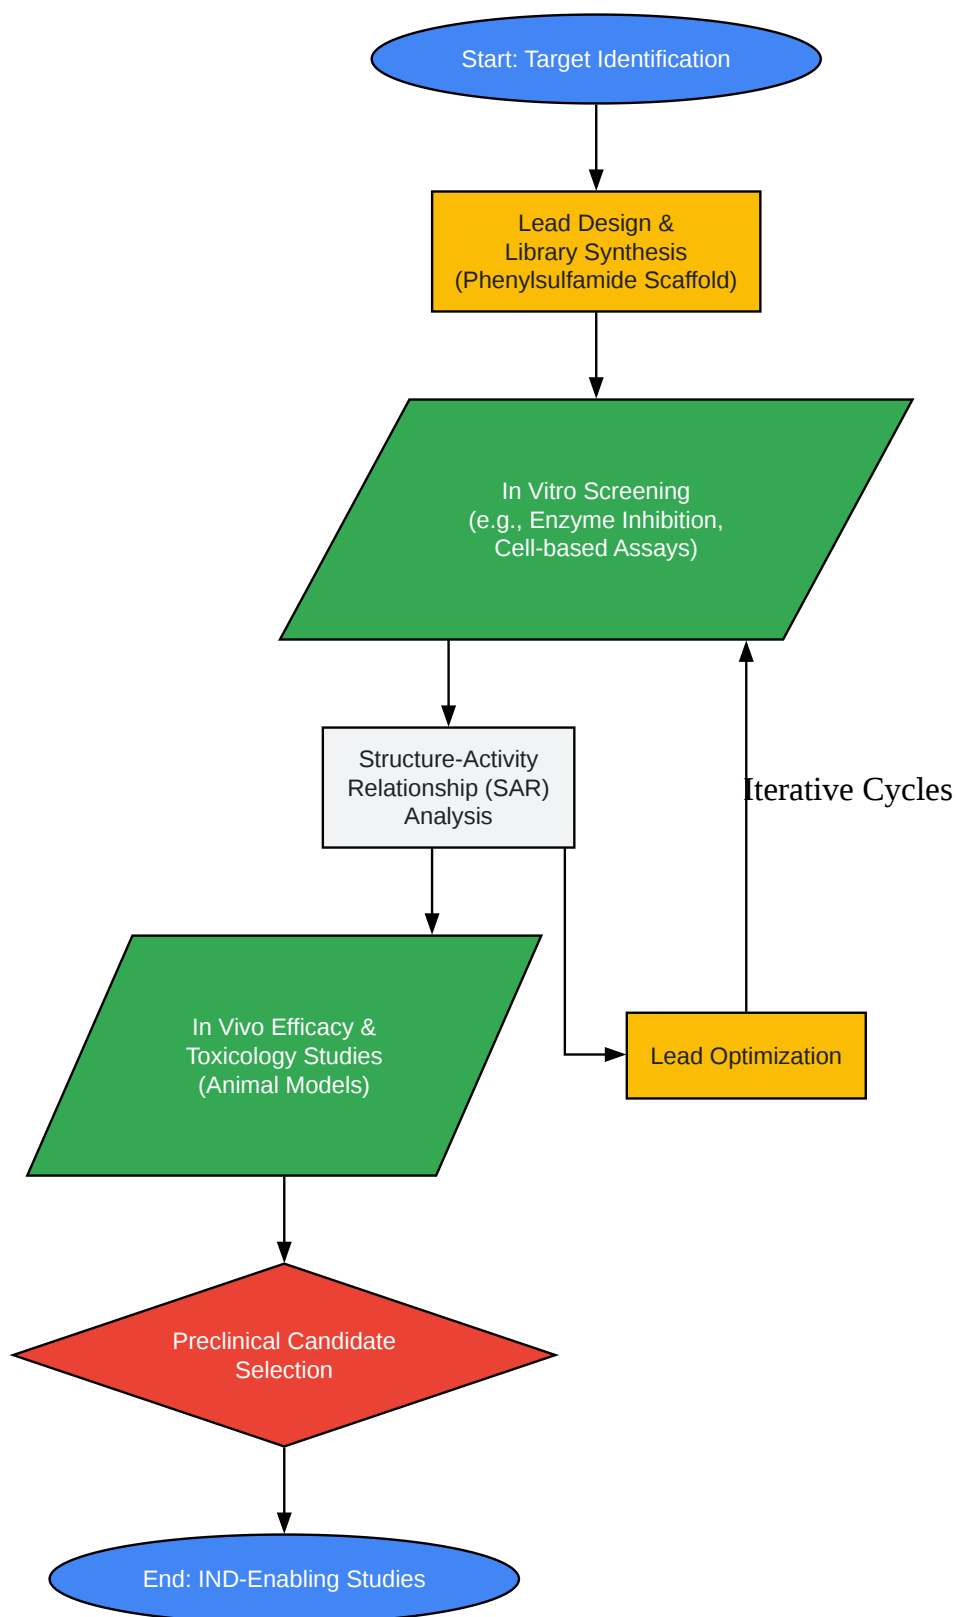 Start: Target Identification
Lead Design &
Library Synthesis
(Phenylsulfamide Scaffold)
In Vitro Screening
(e.g., Enzyme Inhibition,
Cell-based Assays)
Structure-Activity
Relationship (SAR)
Analysis
Iterative Cycles
In Vivo Efficacy &
Toxicology Studies
(Animal Models)
Lead Optimization
Preclinical Candidate
Selection
End: IND-Enabling Studies